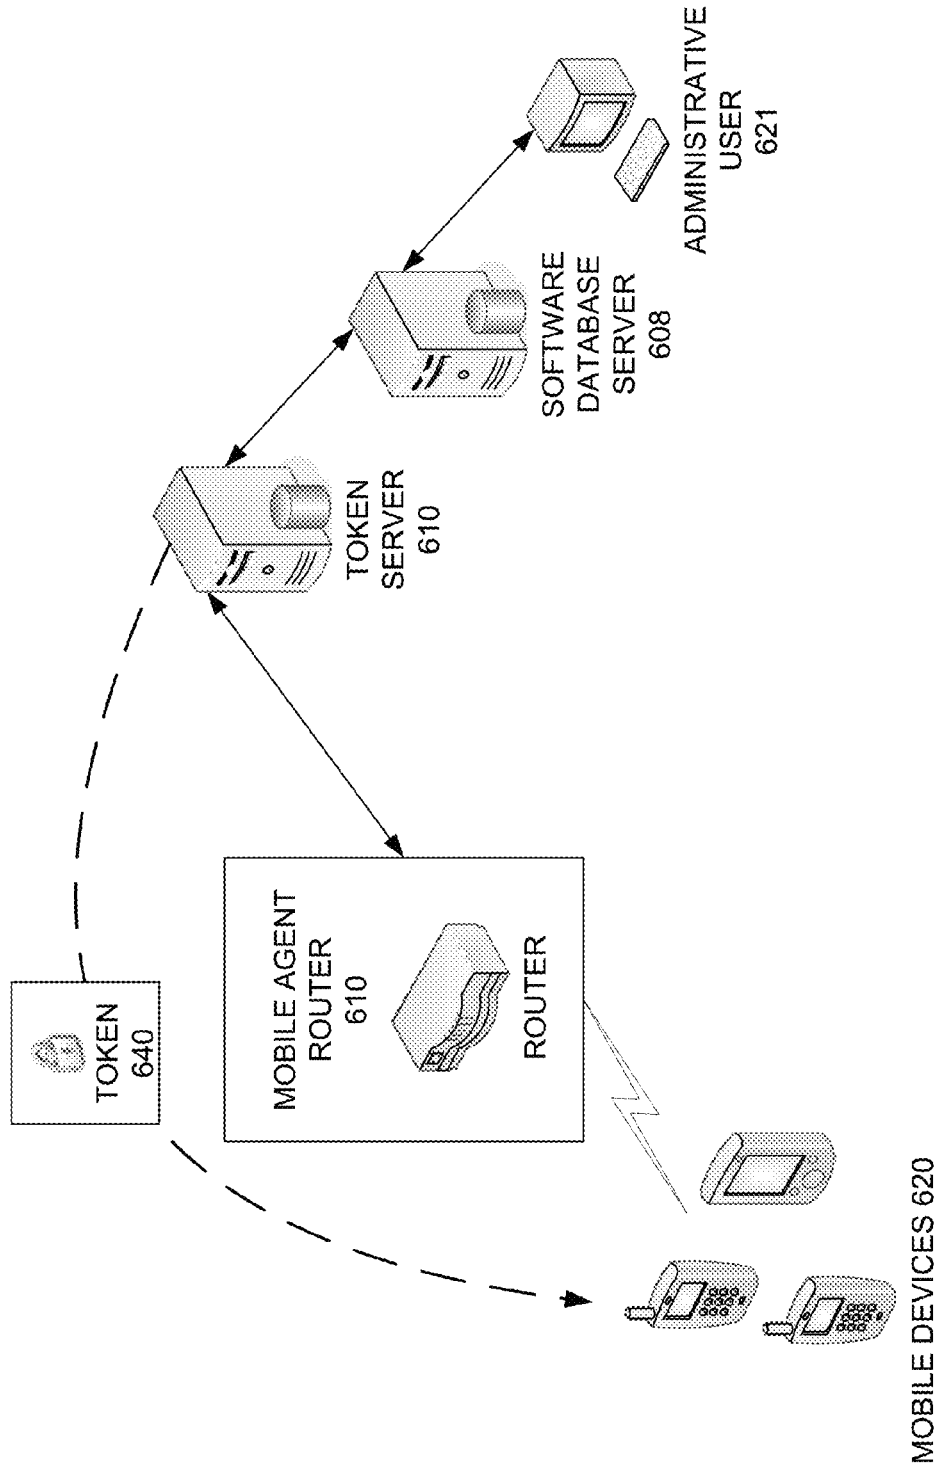 TOKEN
640
MOBILE AGENT
ROUTER
610
ROUTER
MOBILE DEVICES 620
TOKEN
SERVER
610
SOFTWARE
DATABASE
SERVER
608
ADMINISTRATIVE
USER
621